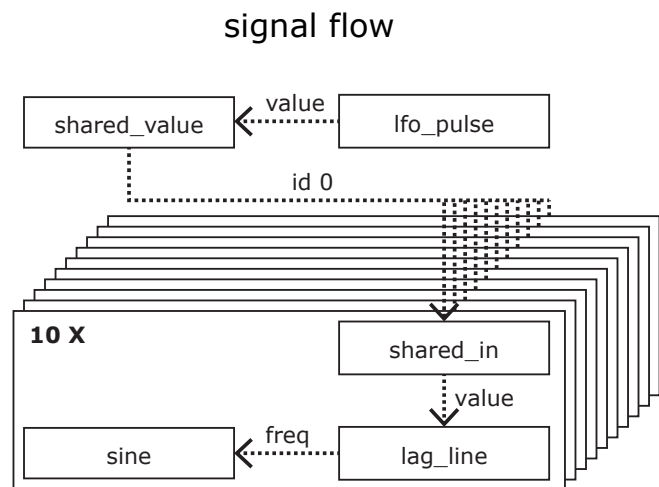 signal flow
shared_value
value
lfo_pulse
id 0
10 X
shared_in
value
sine
freq
lag_line